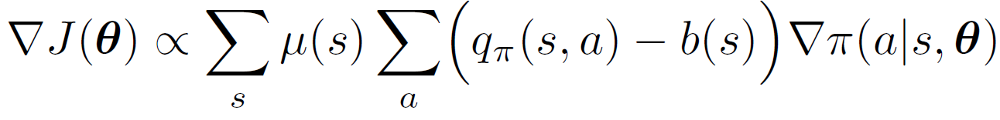 ∇J(θ) ∝ ∑_s μ(s) ∑_a (q_π(s, a) − b(s)) ∇π(a|s, θ)